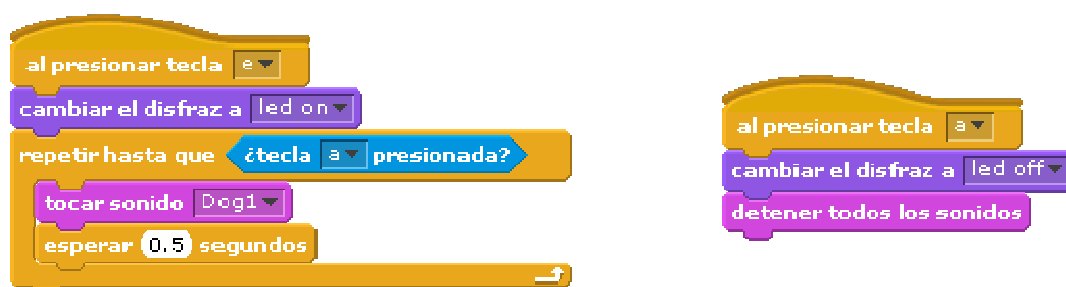 al presionar tecla e
cambiar el disfraz a led on
repetir hasta que ¿tecla a presionada?
tocar sonido Dog1
esperar 0.5 segundos
al presionar tecla a
cambiar el disfraz a led off
detener todos los sonidos